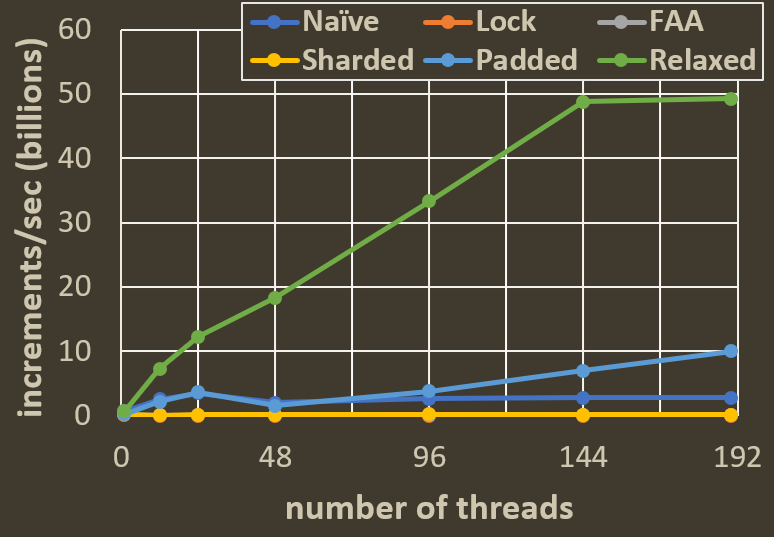 Naïve Lock FAA
Sharded Padded Relaxed
increments/sec (billions)
60
50
40
30
20
10
0
0 48 96 144 192
number of threads